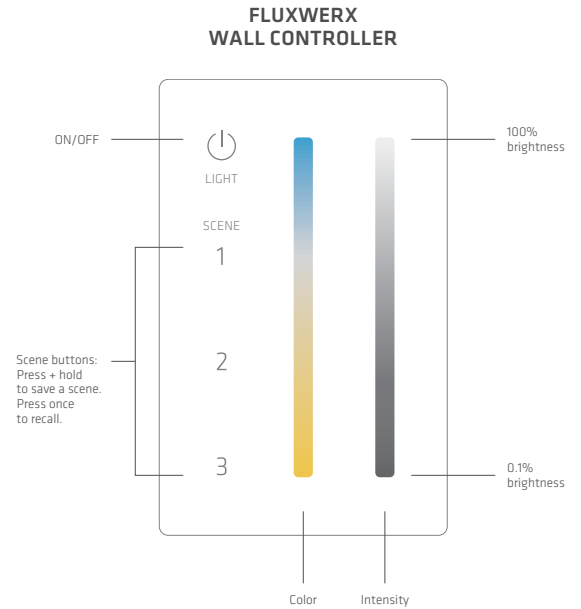 FLUXWERX
WALL CONTROLLER
ON/OFF
LIGHT
SCENE
1
2
3
Scene buttons:
Press + hold
to save a scene.
Press once
to recall.
100%
brightness
0.1%
brightness
Color
Intensity